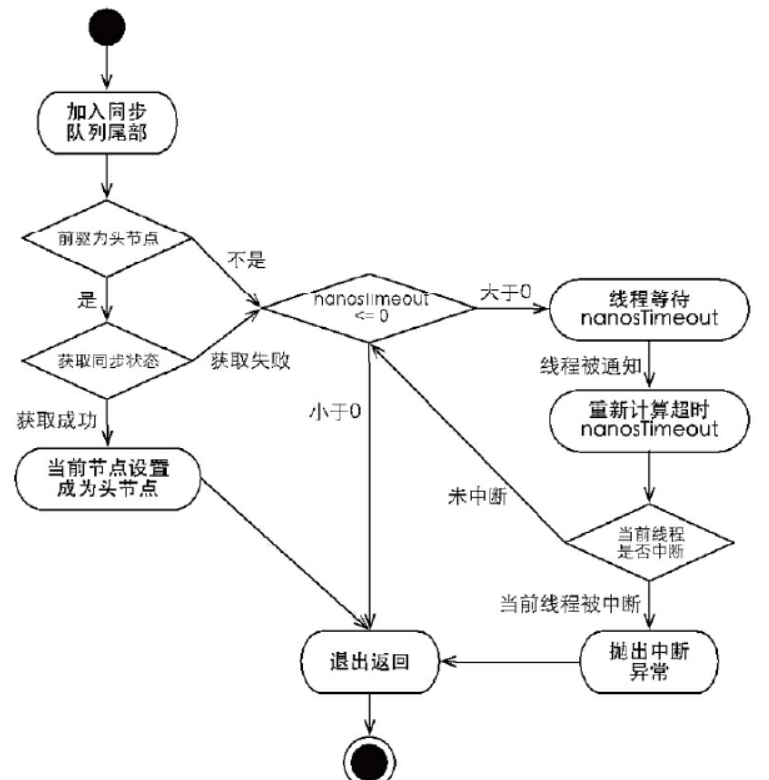 加入同步
队列尾部
前驱为头节点
不是
是
nanosTimeout
<= 0
大于0
线程等待
nanosTimeout
获取同步状态
获取失败
线程被通知
获取成功
小于0
重新计算超时
nanosTimeout
当前节点设置
成为头节点
未中断
当前线程
是否中断
当前线程被中断
退出返回
抛出中断
异常